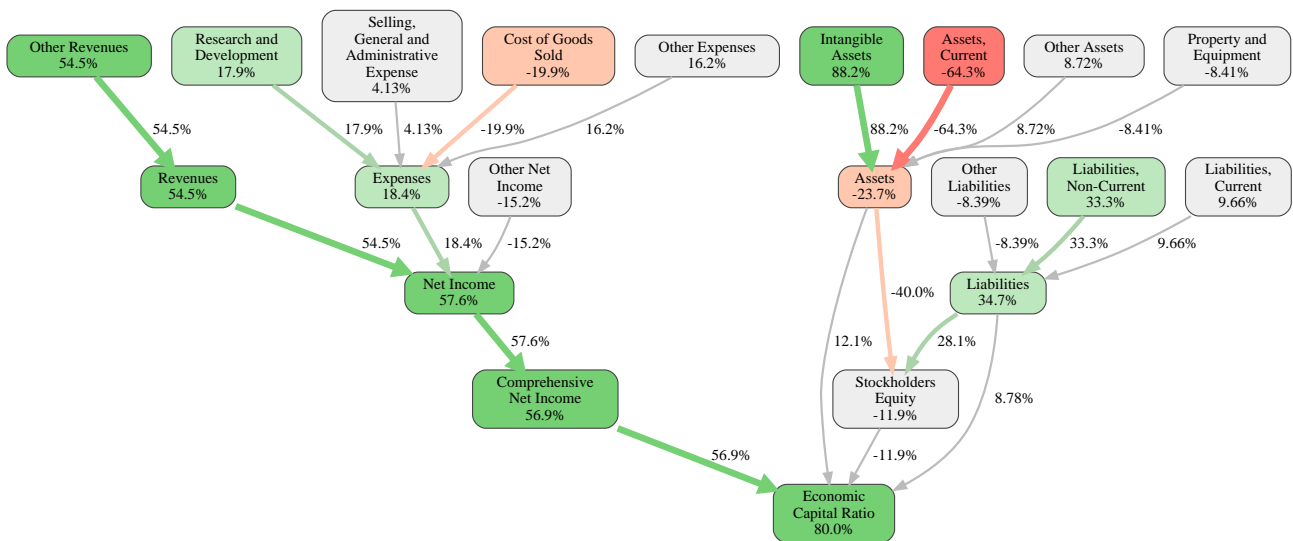 Other Revenues
54.5%
Research and
Development
17.9%
Selling,
General and
Administrative
Expense
4.13%
Cost of Goods
Sold
-19.9%
Other Expenses
16.2%
Intangible
Assets
88.2%
Assets,
Current
-64.3%
Other Assets
8.72%
Property and
Equipment
-8.41%
54.5%
17.9%
4.13%
-19.9%
16.2%
88.2%
-64.3%
8.72%
-8.41%
Revenues
54.5%
Expenses
18.4%
Other Net
Income
-15.2%
Assets
-23.7%
Other
Liabilities
-8.39%
Liabilities,
Non-Current
33.3%
Liabilities,
Current
9.66%
54.5%
18.4%
-15.2%
-8.39%
33.3%
9.66%
Net Income
57.6%
-40.0%
Liabilities
34.7%
57.6%
12.1%
28.1%
Comprehensive
Net Income
56.9%
Stockholders
Equity
-11.9%
8.78%
56.9%
-11.9%
Economic
Capital Ratio
80.0%